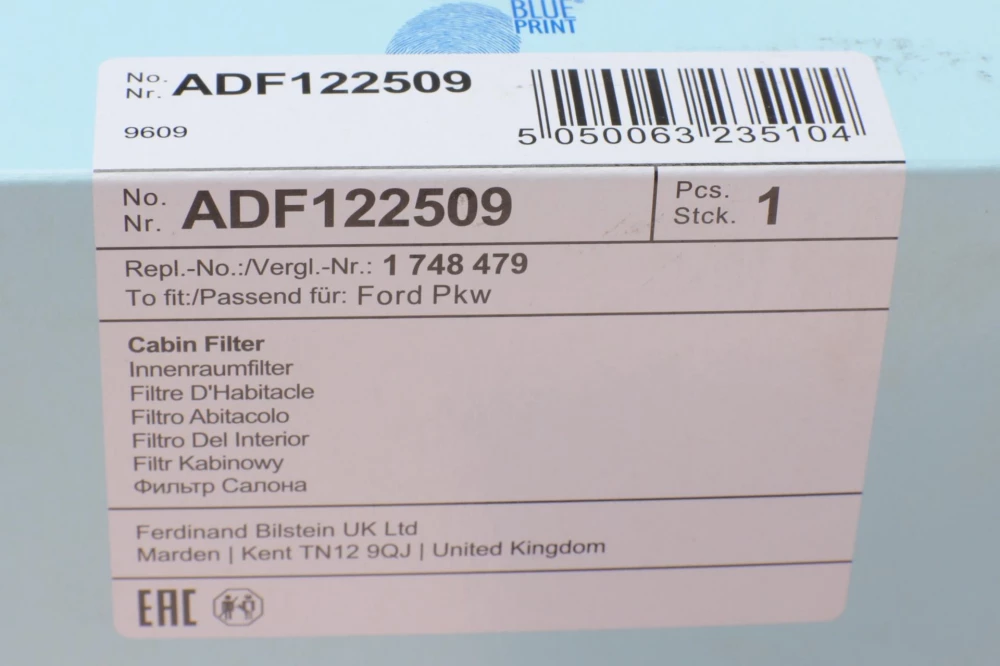 BLUE
PRINT
No.
Nr. ADF122509
9609
5 050063 235104
No.
Nr. ADF122509
Pcs.
Stck. 1
Repl.-No.:/Vergl.-Nr.: 1 748 479
To fit:/Passend für: Ford Pkw
Cabin Filter
Innenraumfilter
Filtre D'Habitacle
Filtro Abitacolo
Filtro Del Interior
Filtr Kabinowy
Фильтр Салона
Ferdinand Bilstein UK Ltd
Marden | Kent TN12 9QJ | United Kingdom
EAC